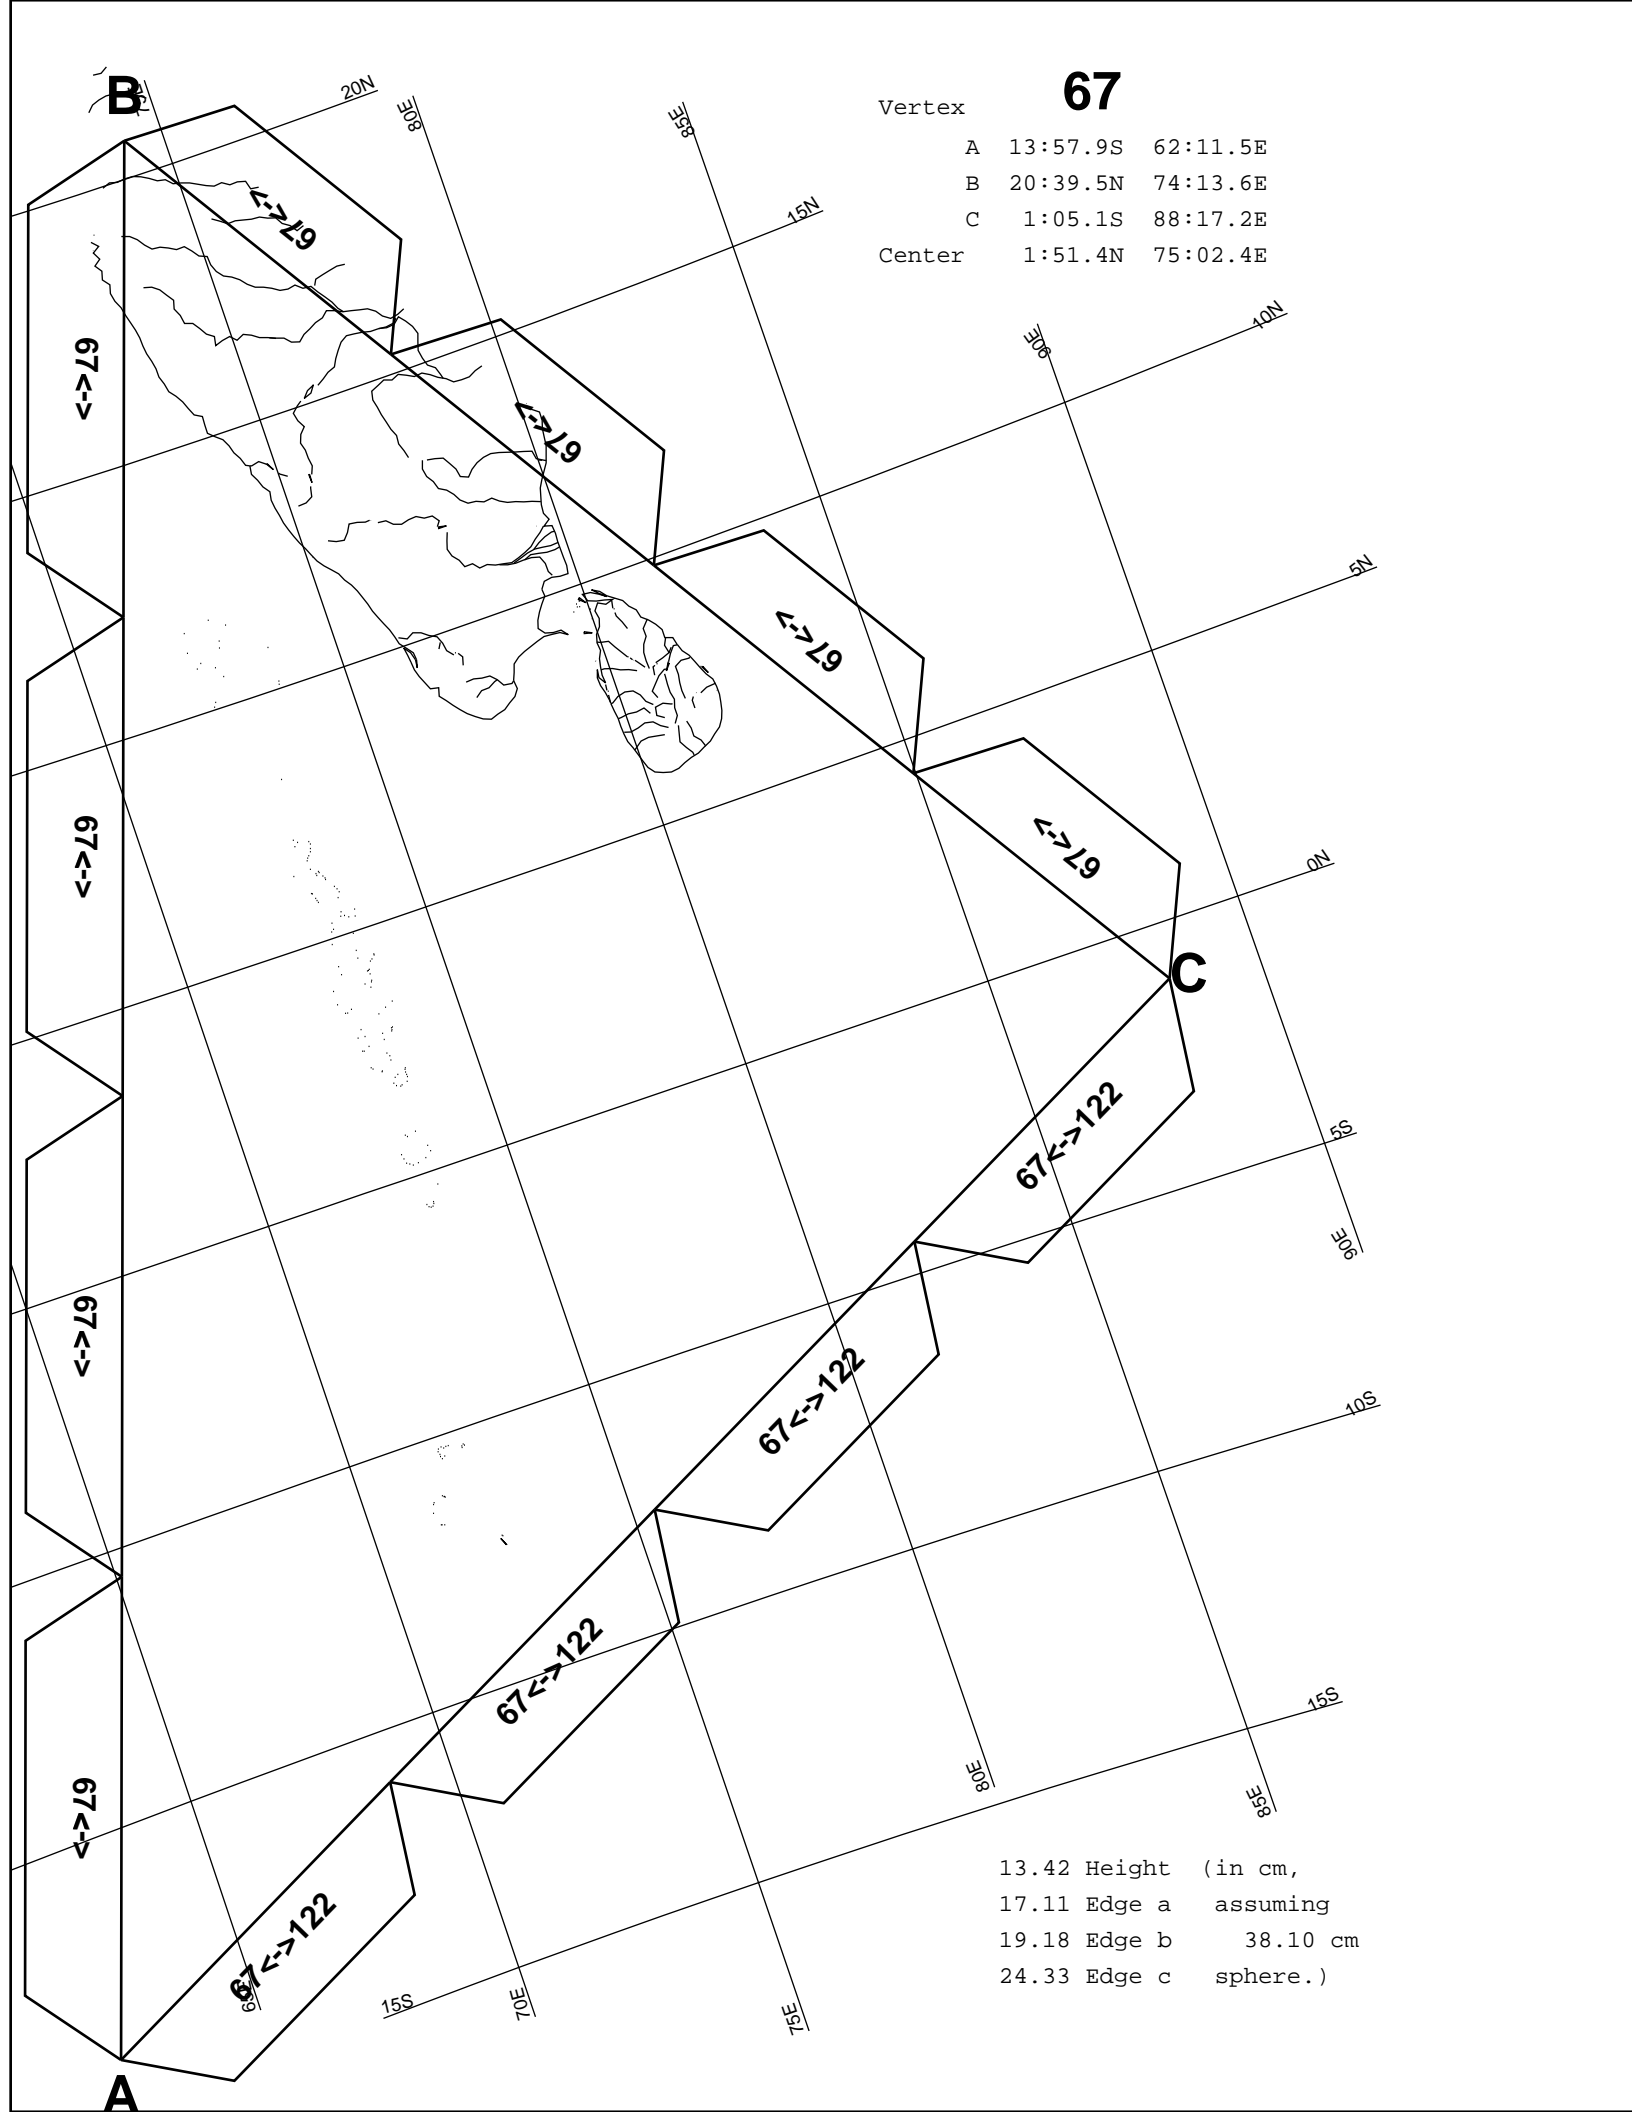 B
75E
20N
80E
85E
Vertex 67
A 13:57.9S 62:11.5E
B 20:39.5N 74:13.6E
C 1:05.1S 88:17.2E
Center 1:51.4N 75:02.4E
15N
67<->
10N
90E
67<->
67<->
5N
67<->
67<->
67<->
0N
C
67<->122
5S
90E
67<->
67<->122
10S
67<->122
15S
80E
85E
67<->
67<->122
65E
15S
70E
75E
13.42 Height (in cm,
17.11 Edge a assuming
19.18 Edge b 38.10 cm
24.33 Edge c sphere.)
A